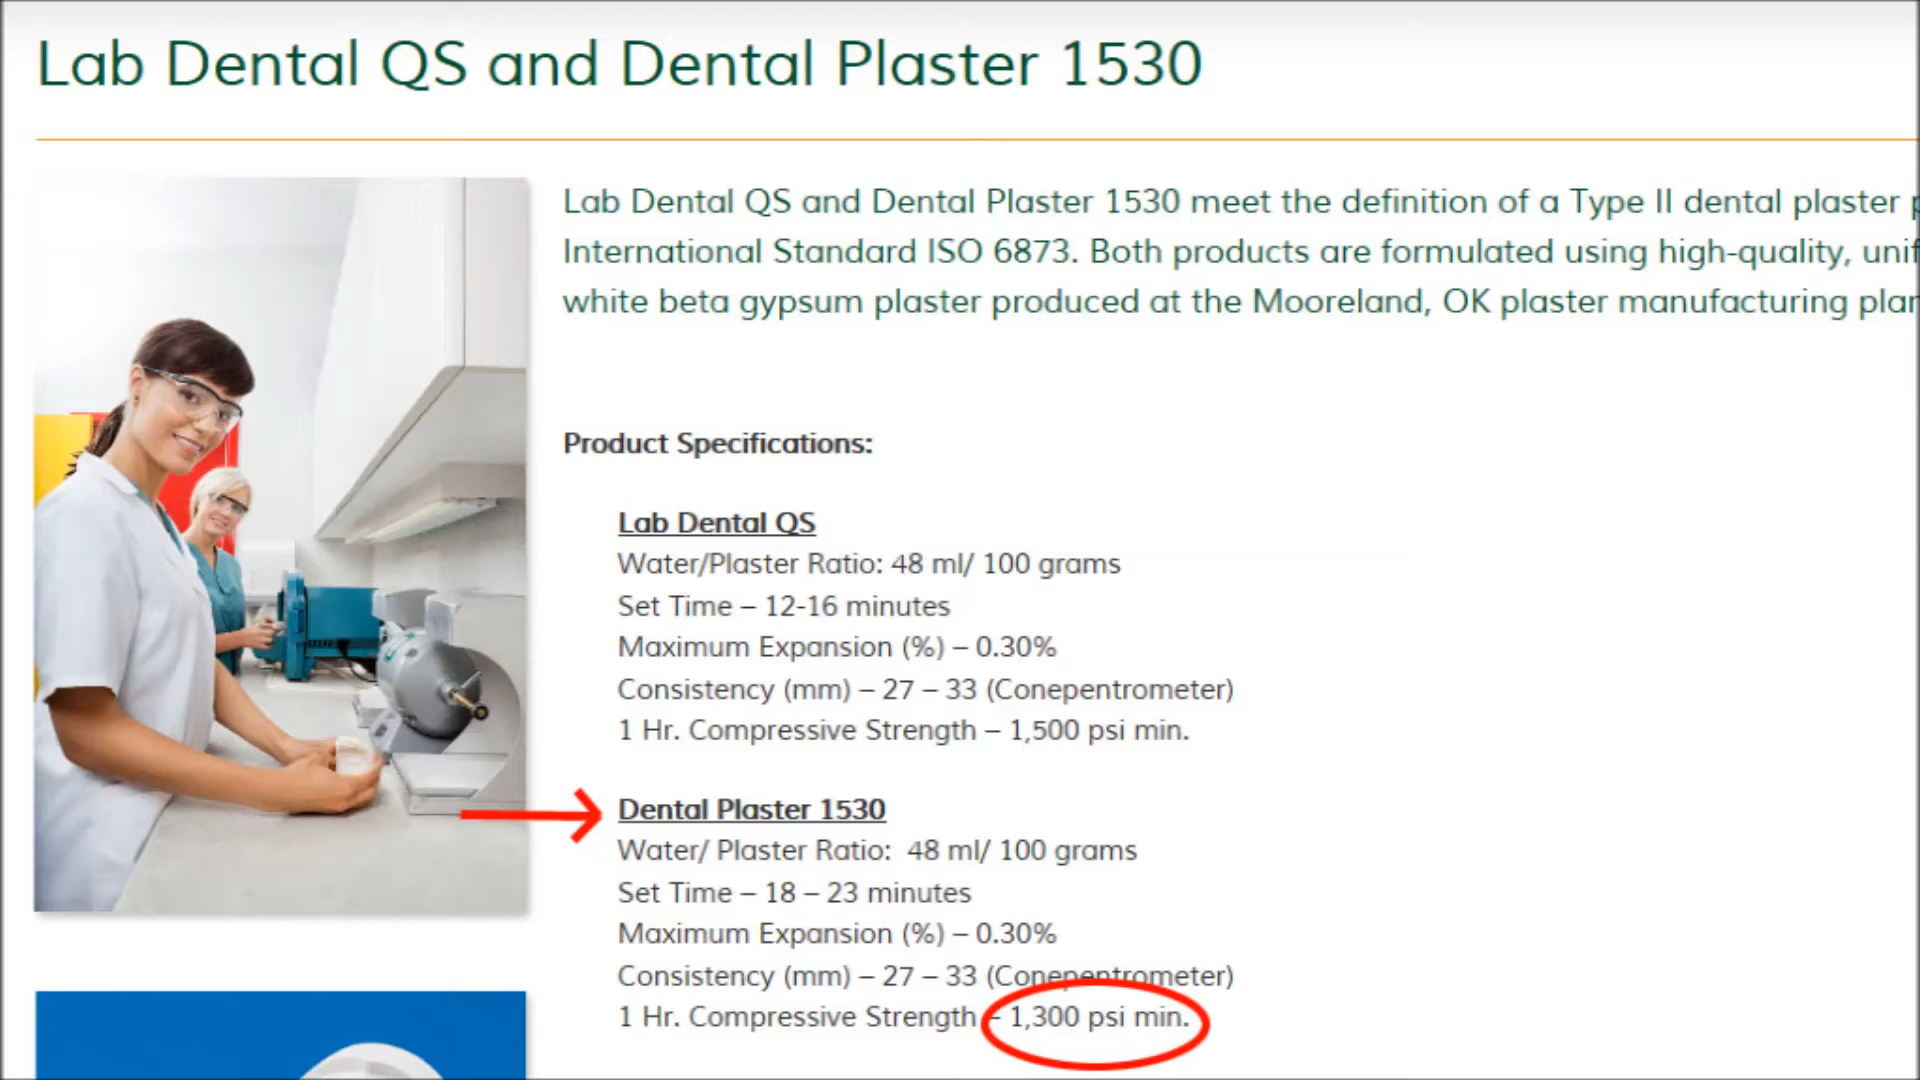 Lab Dental QS and Dental Plaster 1530
Lab Dental QS and Dental Plaster 1530 meet the definition of a Type II dental plaster
International Standard ISO 6873. Both products are formulated using high-quality,
white beta gypsum plaster produced at the Mooreland, OK plaster manufacturing
Product Specifications:
Lab Dental QS
Water/Plaster Ratio: 48 ml/ 100 grams
Set Time – 12-16 minutes
Maximum Expansion (%) – 0.30%
Consistency (mm) – 27 – 33 (Conepentrometer)
1 Hr. Compressive Strength – 1,500 psi min.
Dental Plaster 1530
Water/ Plaster Ratio:  48 ml/ 100 grams
Set Time – 18 – 23 minutes
Maximum Expansion (%) – 0.30%
Consistency (mm) – 27 – 33 (Conepentrometer)
1 Hr. Compressive Strength – 1,300 psi min.